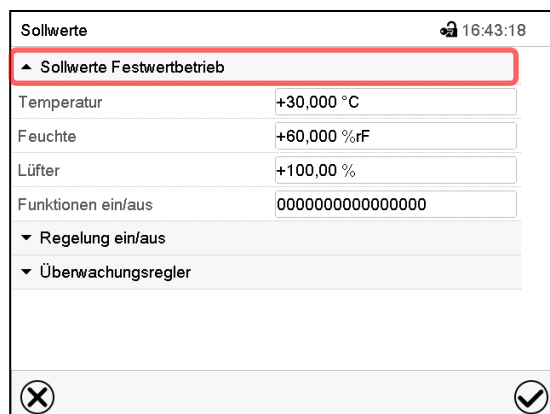 Sollwerte 16:43:18
Sollwerte Festwertbetrieb
Temperatur +30,000 °C
Feuchte +60,000 %rF
Lüfter +100,00 %
Funktionen ein/aus 0000000000000000
Regelung ein/aus
Überwachungsregler